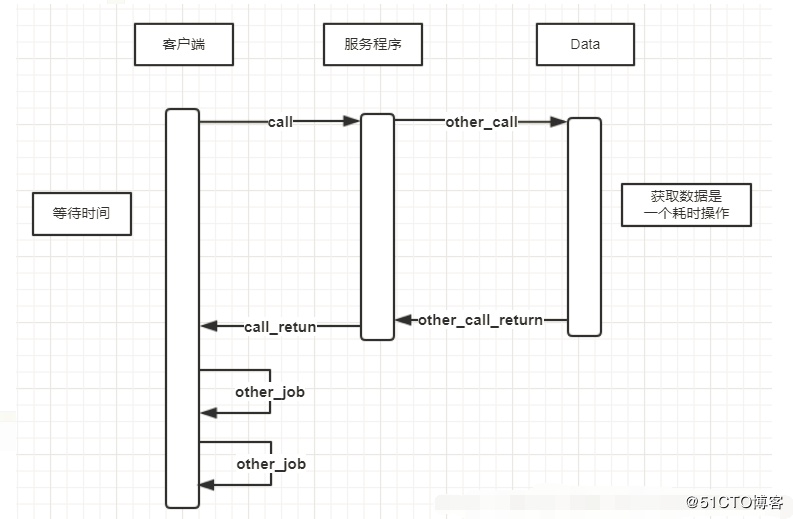 客户端
服务程序
Data
call
other_call
等待时间
获取数据是
一个耗时操作
call_retun
other_call_return
other_job
other_job
@51CTO博客